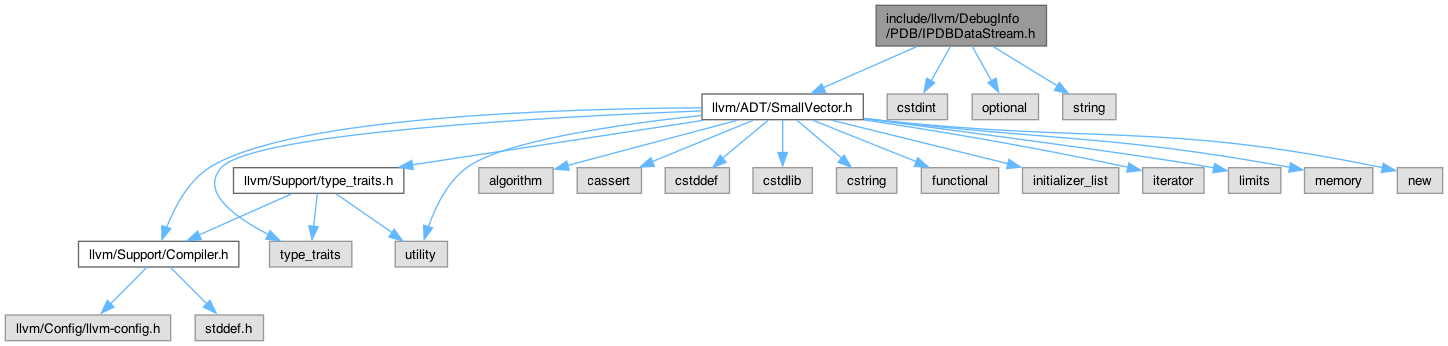 include/llvm/DebugInfo
/PDB/IPDBDataStream.h
llvm/ADT/SmallVector.h
cstdint
optional
string
llvm/Support/type_traits.h
algorithm
cassert
cstddef
cstdlib
cstring
functional
initializer_list
iterator
limits
memory
new
llvm/Support/Compiler.h
type_traits
utility
llvm/Config/llvm-config.h
stddef.h